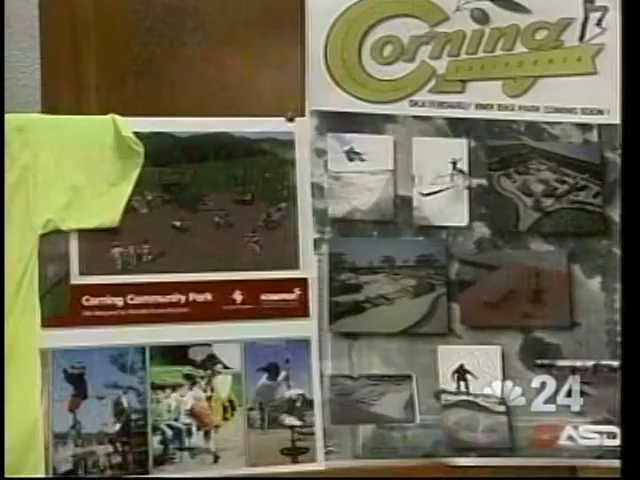 Corning
CALIFORNIA
SKATEBOARD/ BMX BIKE PARK COMING SOON!
Corning Community Park
24
ASD